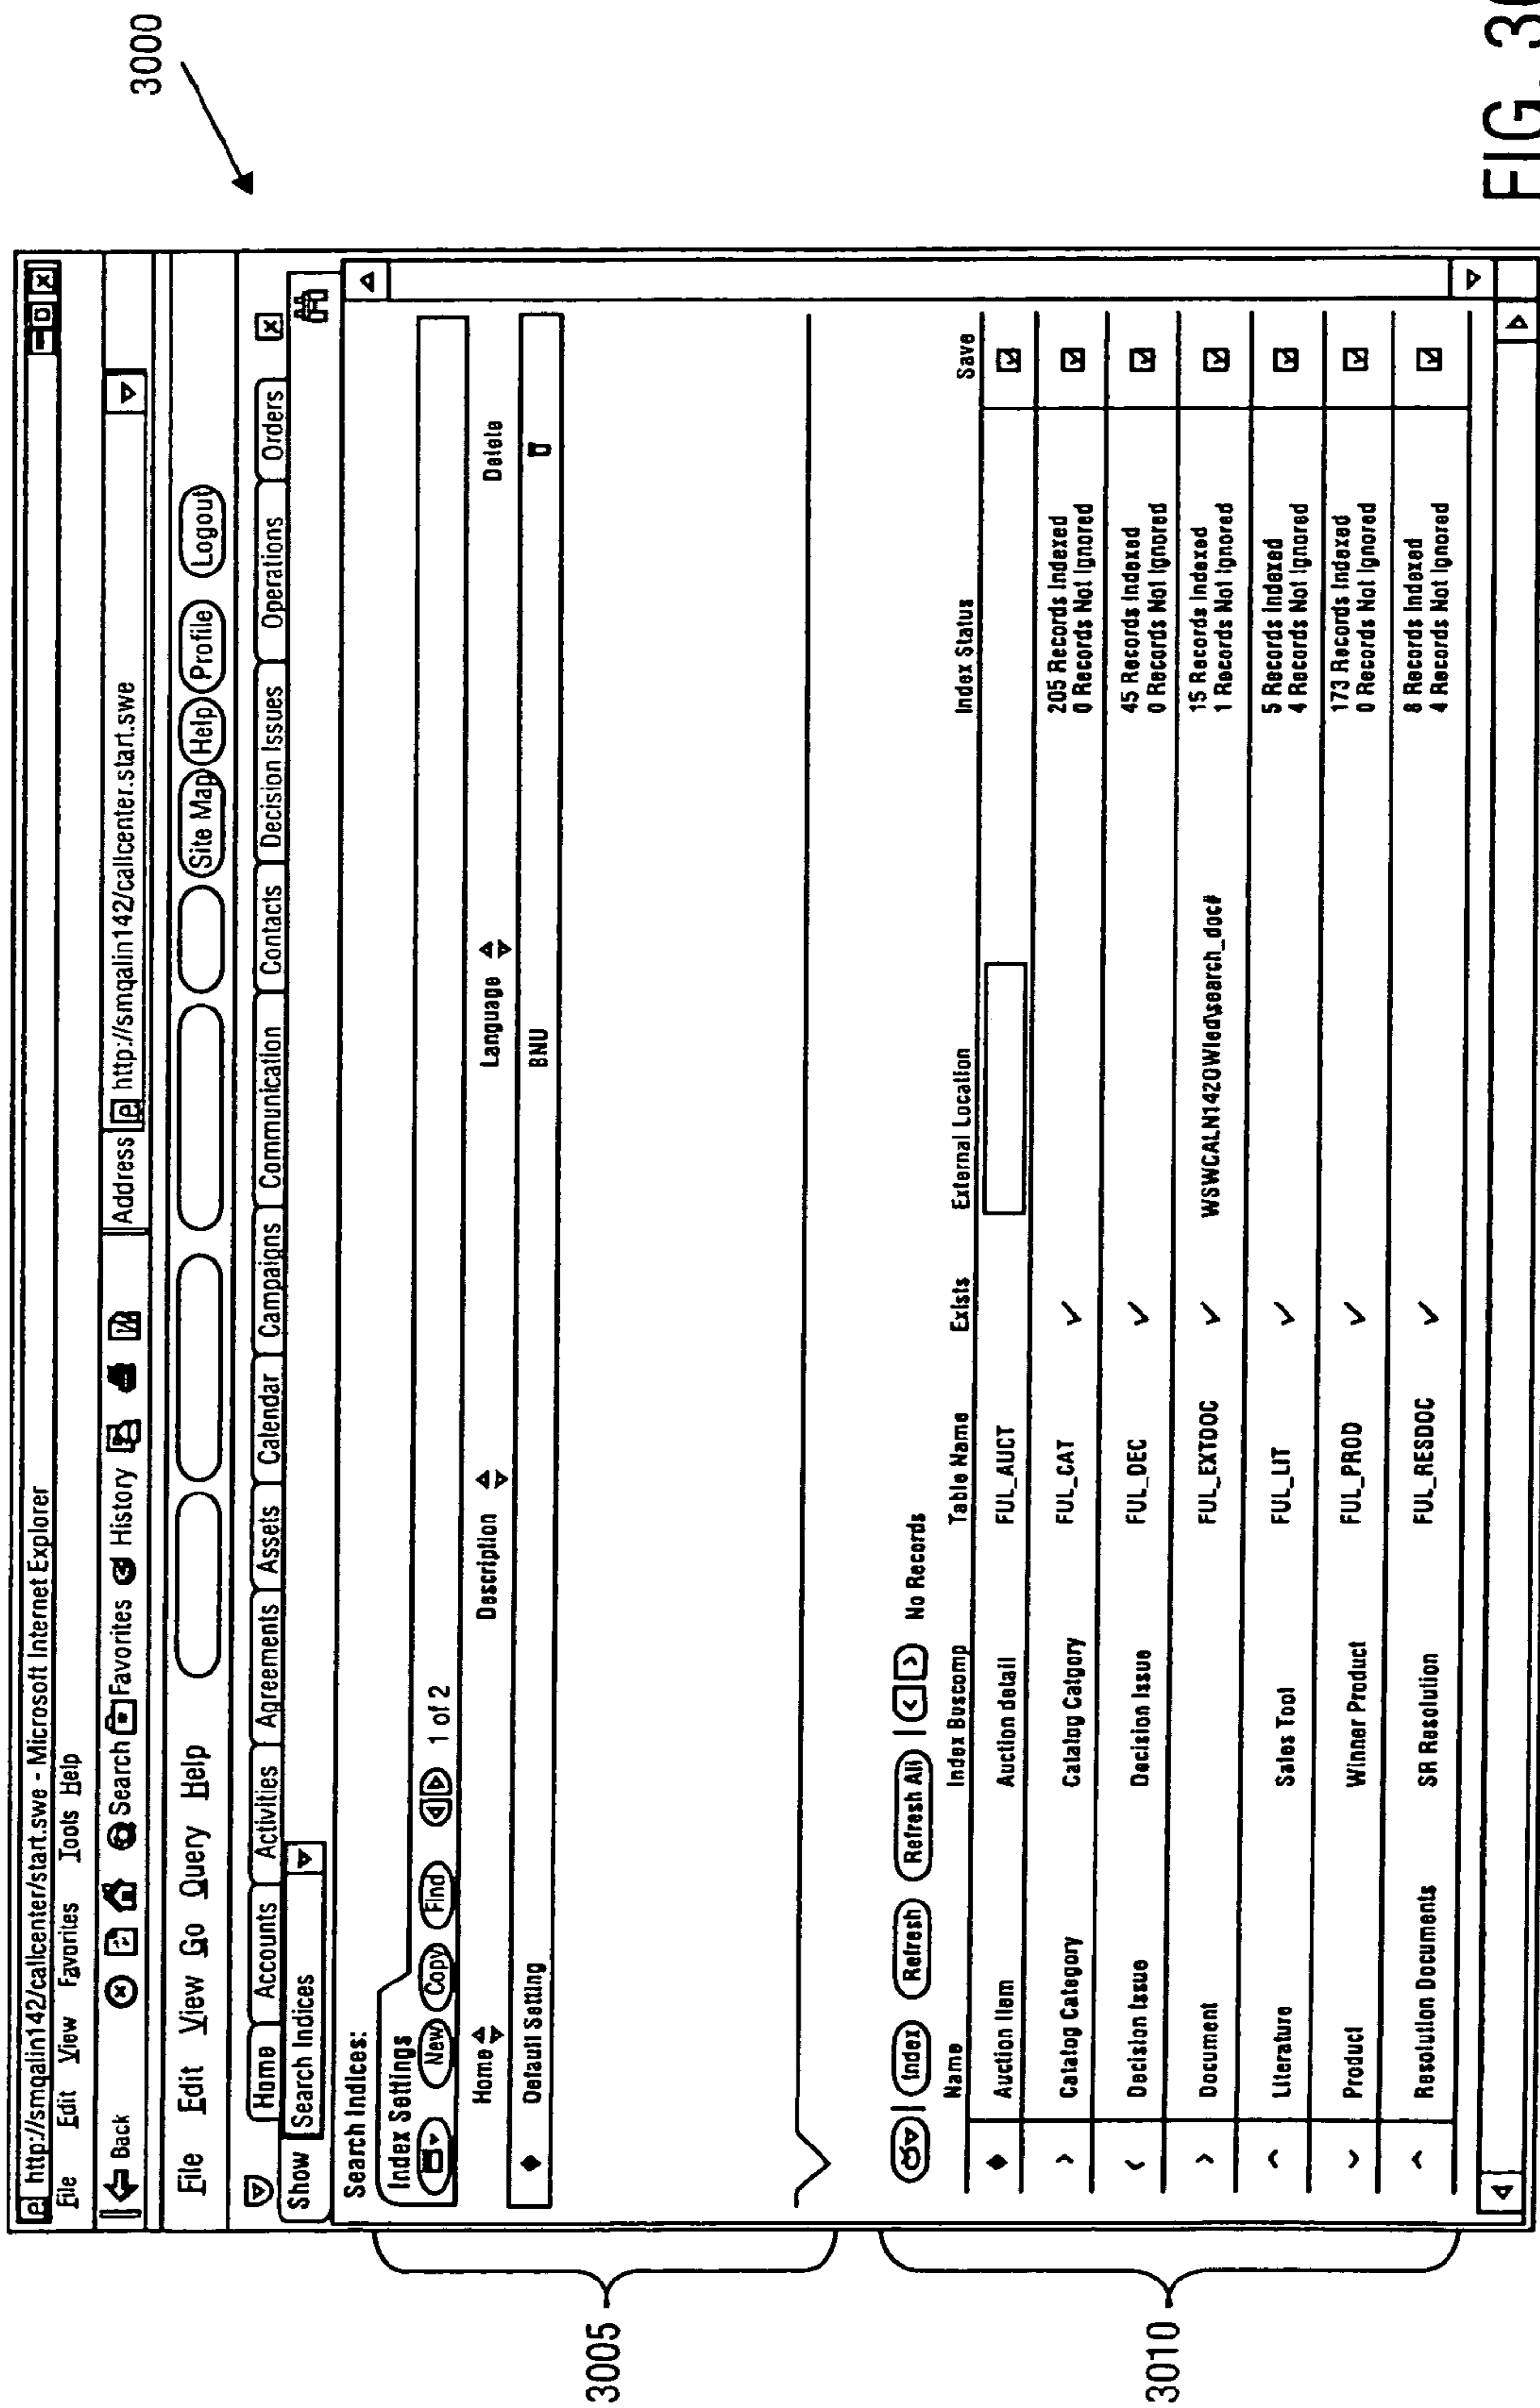 3000
http://smqalin142/callcenter/start.swe - Microsoft Internet Explorer
File Edit View Favorites Tools Help
Back Search Favorites History Address http://smqalin142/callcenter.start.swe
File Edit View Go Query Help Site Map Help Profile Logout
Home Accounts Activities Agreements Assets Calendar Campaigns Communication Contacts Decision Issues Operations Orders
Show Search Indices
Search Indices:
Index Settings
New Copy Find 1 of 2
Home Description Language Delete
Default Setting BNU
3005
Index Refresh Refresh All No Records
Name Index Buscomp Table Name Exists External Location Index Status Save
Auction Item Auction detail FUL_AUCT
Catalog Category Catalog Catgory FUL_CAT 205 Records Indexed
0 Records Not Ignored
Decision Issue Decision Issue FUL_DEC 45 Records Indexed
0 Records Not Ignored
Document FUL_EXTDOC WSWCALN142OWled\search_doc# 15 Records Indexed
1 Records Not Ignored
Literature Sales Tool FUL_LIT 5 Records Indexed
4 Records Not Ignored
Product Winner Product FUL_PROD 173 Records Indexed
0 Records Not Ignored
Resolution Documents SR Resolution FUL_RESDOC 8 Records Indexed
4 Records Not Ignored
3010
FIG. 30